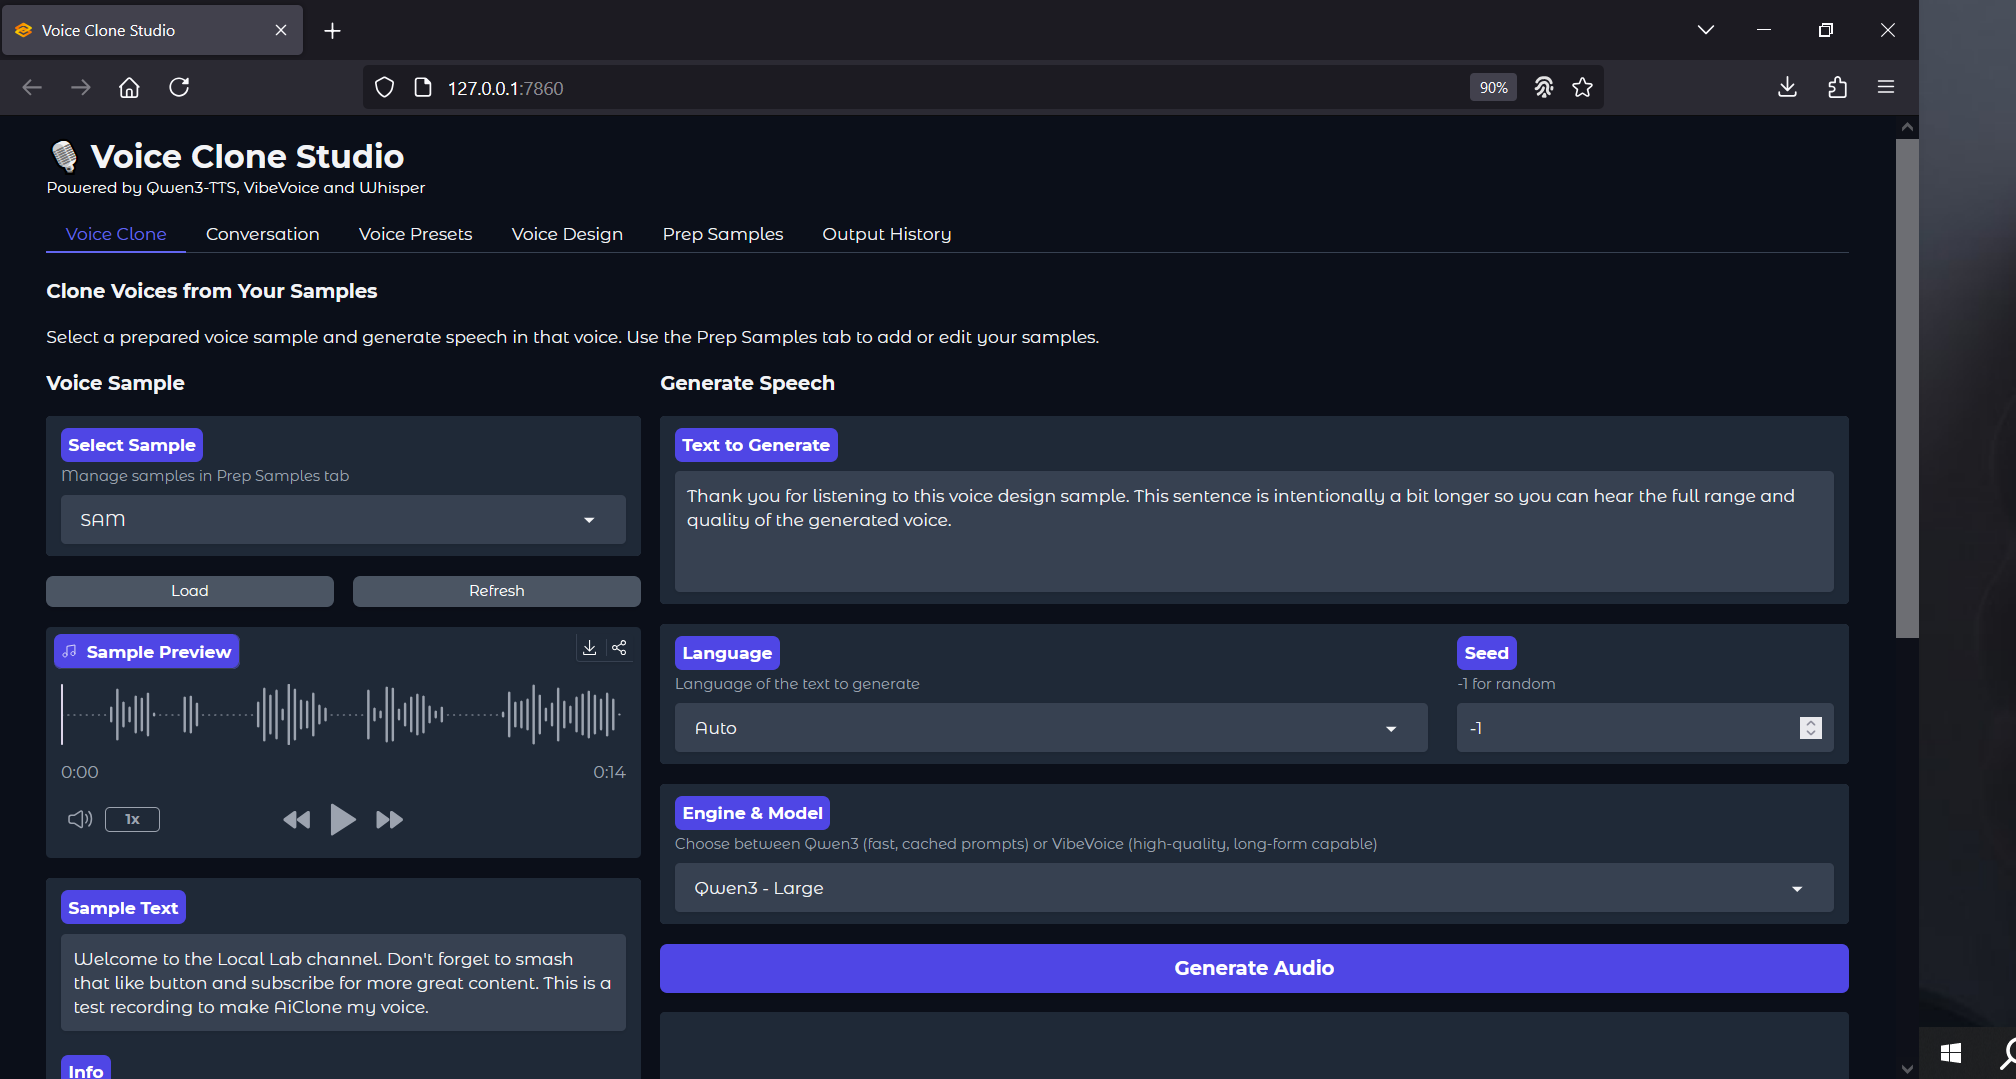 Voice Clone Studio
127.0.0.1:7860
90%
Voice Clone Studio
Powered by Qwen3-TTS, VibeVoice and Whisper
Voice Clone
Conversation
Voice Presets
Voice Design
Prep Samples
Output History
Clone Voices from Your Samples
Select a prepared voice sample and generate speech in that voice. Use the Prep Samples tab to add or edit your samples.
Voice Sample
Select Sample
Manage samples in Prep Samples tab
SAM
Load
Refresh
Sample Preview
0:00
0:14
1x
Sample Text
Welcome to the Local Lab channel. Don't forget to smash
that like button and subscribe for more great content. This is a
test recording to make AiClone my voice.
Info
Generate Speech
Text to Generate
Thank you for listening to this voice design sample. This sentence is intentionally a bit longer so you can hear the full range and
quality of the generated voice.
Language
Language of the text to generate
Auto
Seed
-1 for random
-1
Engine & Model
Choose between Qwen3 (fast, cached prompts) or VibeVoice (high-quality, long-form capable)
Qwen3 - Large
Generate Audio